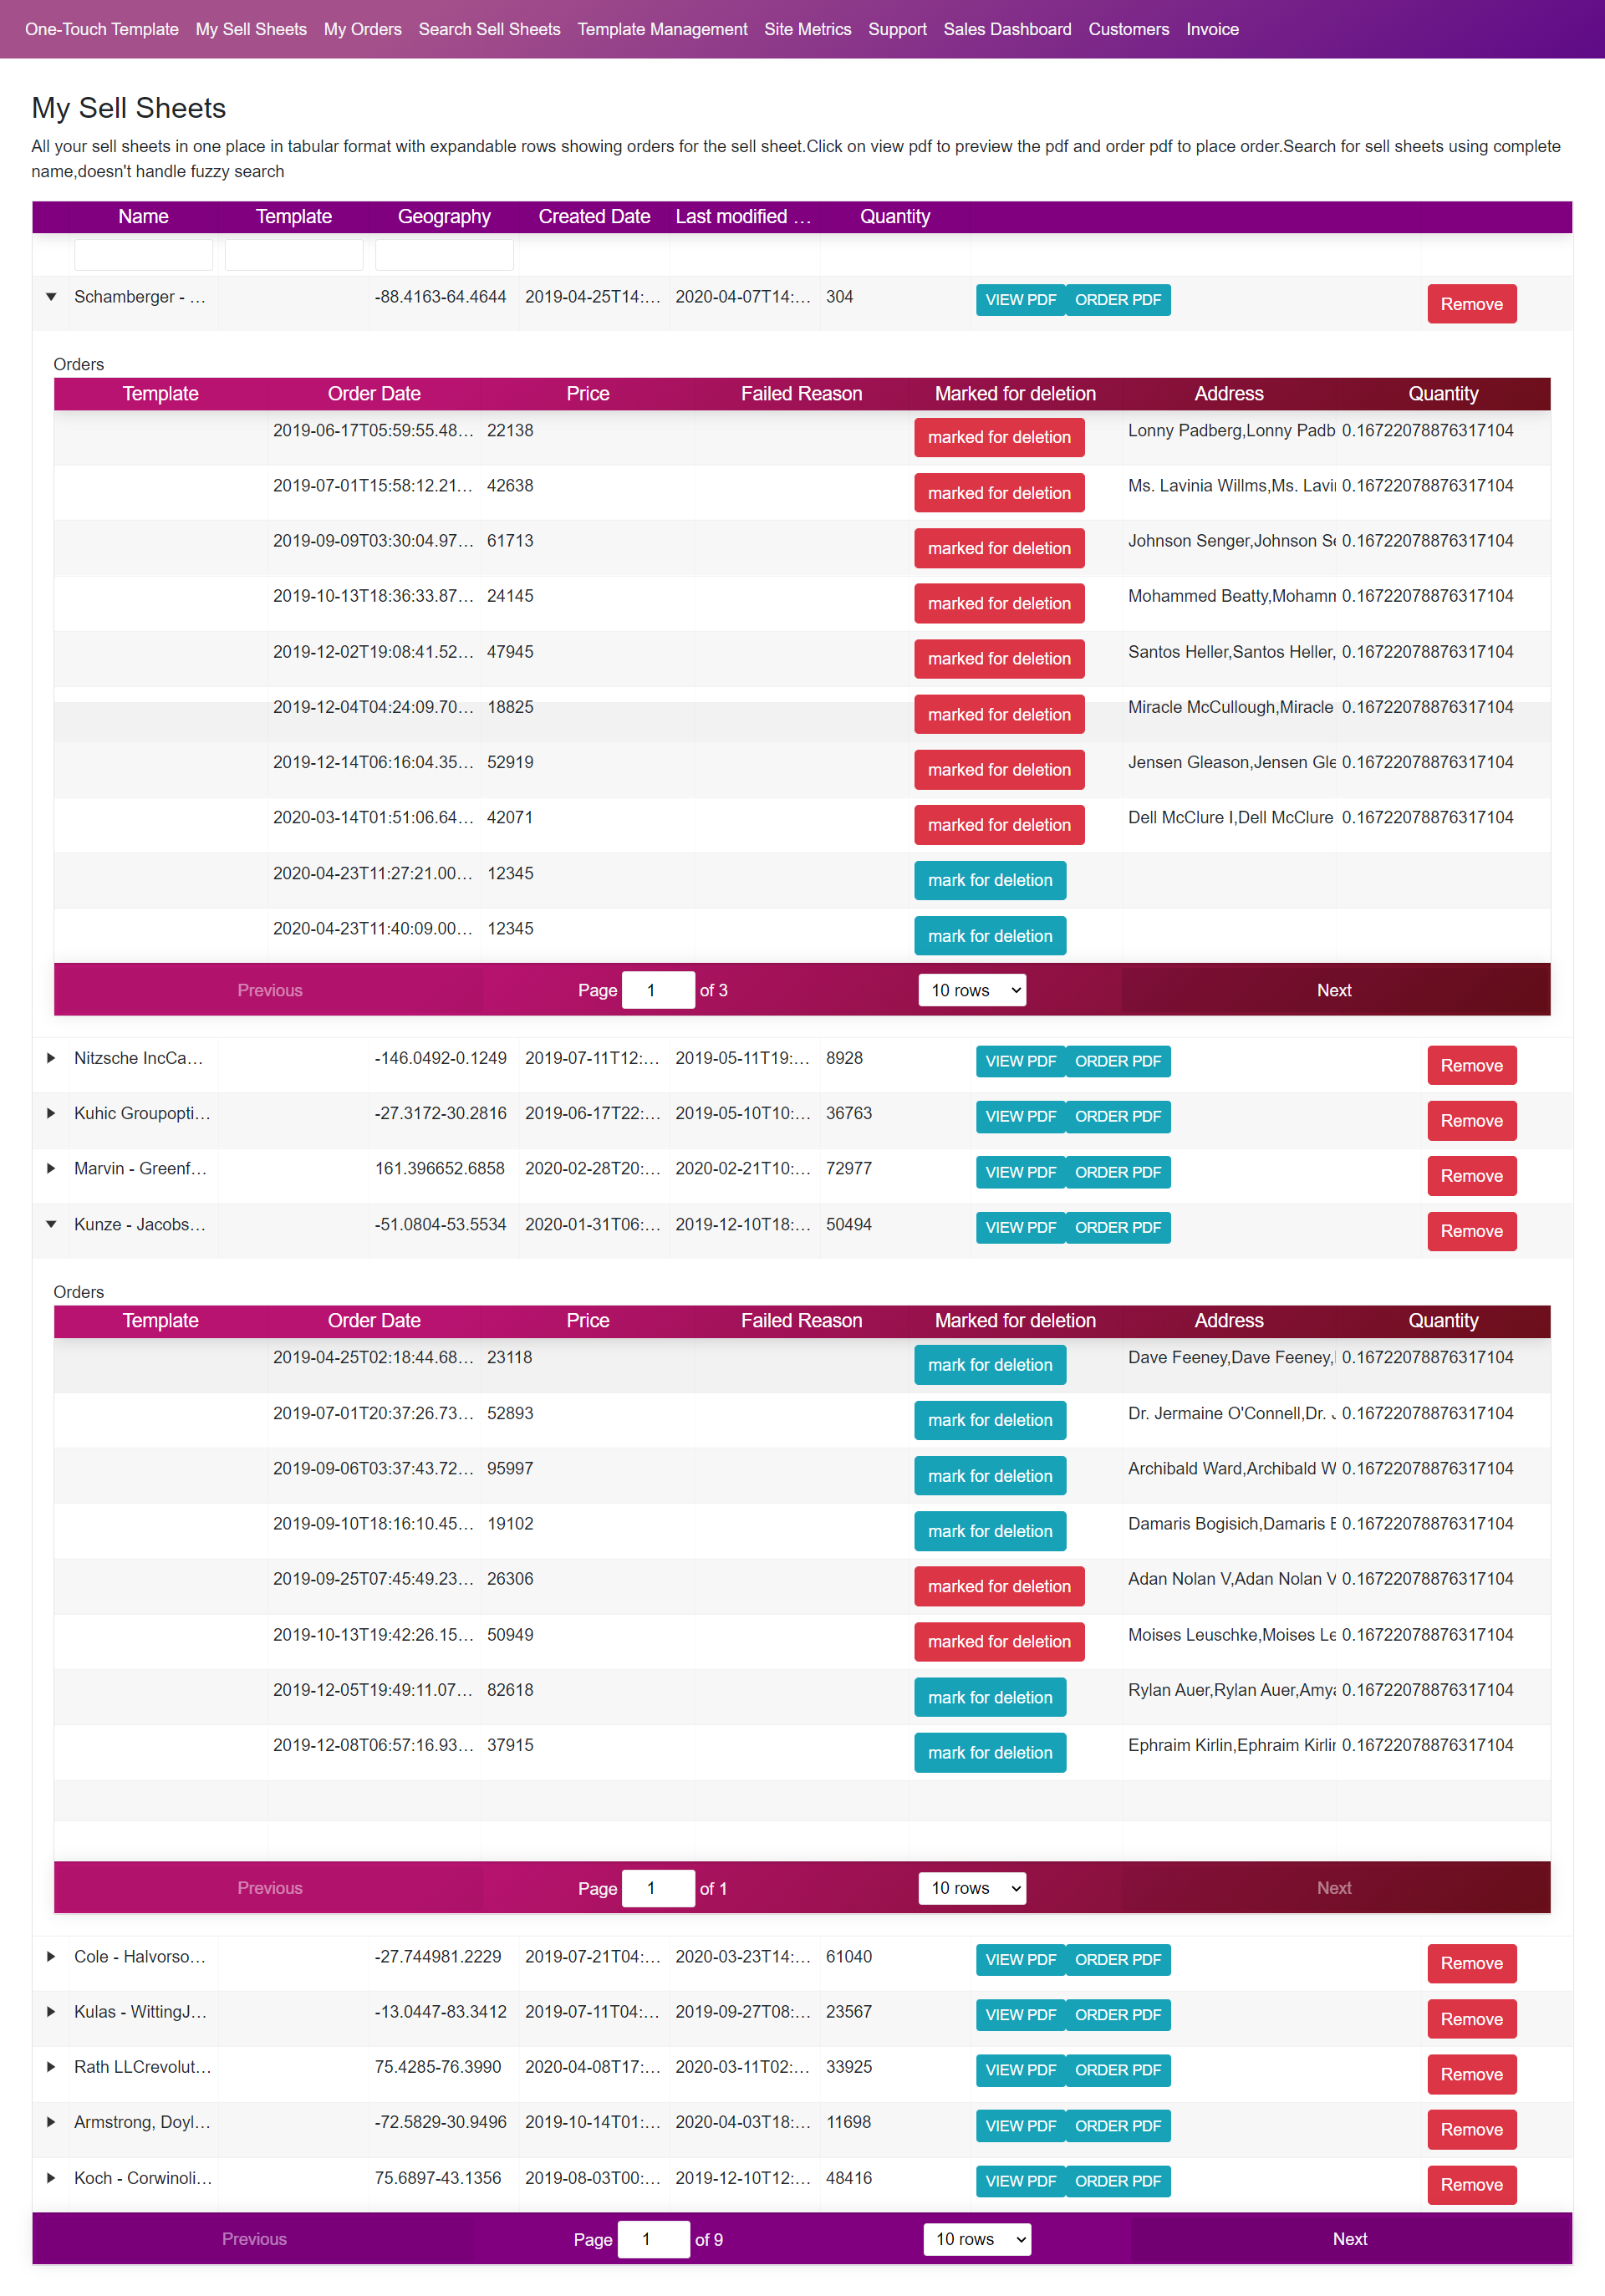 One-Touch Template My Sell Sheets My Orders Search Sell Sheets Template Management Site Metrics Support Sales Dashboard Customers Invoice
My Sell Sheets
All your sell sheets in one place in tabular format with expandable rows showing orders for the sell sheet.Click on view pdf to preview the pdf and order pdf to place order.Search for sell sheets using complete
name,doesn't handle fuzzy search
Name Template Geography Created Date Last modified … Quantity
Schamberger - … -88.4163-64.4644 2019-04-25T14:… 2020-04-07T14:… 304 VIEW PDF ORDER PDF Remove
Orders
Template Order Date Price Failed Reason Marked for deletion Address Quantity
2019-06-17T05:59:55.48… 22138 marked for deletion Lonny Padberg,Lonny Padb 0.16722078876317104
2019-07-01T15:58:12.21… 42638 marked for deletion Ms. Lavinia Willms,Ms. Lavi 0.16722078876317104
2019-09-09T03:30:04.97… 61713 marked for deletion Johnson Senger,Johnson Se 0.16722078876317104
2019-10-13T18:36:33.87… 24145 marked for deletion Mohammed Beatty,Mohamm 0.16722078876317104
2019-12-02T19:08:41.52… 47945 marked for deletion Santos Heller,Santos Heller, 0.16722078876317104
2019-12-04T04:24:09.70… 18825 marked for deletion Miracle McCullough,Miracle 0.16722078876317104
2019-12-14T06:16:04.35… 52919 marked for deletion Jensen Gleason,Jensen Gle 0.16722078876317104
2020-03-14T01:51:06.64… 42071 marked for deletion Dell McClure I,Dell McClure 0.16722078876317104
2020-04-23T11:27:21.00… 12345 mark for deletion
2020-04-23T11:40:09.00… 12345 mark for deletion
Previous Page 1 of 3 10 rows Next
Nitzsche IncCa… -146.0492-0.1249 2019-07-11T12:… 2019-05-11T19:… 8928 VIEW PDF ORDER PDF Remove
Kuhic Groupopti… -27.3172-30.2816 2019-06-17T22:… 2019-05-10T10:… 36763 VIEW PDF ORDER PDF Remove
Marvin - Greenf… 161.396652.6858 2020-02-28T20:… 2020-02-21T10:… 72977 VIEW PDF ORDER PDF Remove
Kunze - Jacobs… -51.0804-53.5534 2020-01-31T06:… 2019-12-10T18:… 50494 VIEW PDF ORDER PDF Remove
Orders
Template Order Date Price Failed Reason Marked for deletion Address Quantity
2019-04-25T02:18:44.68… 23118 mark for deletion Dave Feeney,Dave Feeney, 0.16722078876317104
2019-07-01T20:37:26.73… 52893 mark for deletion Dr. Jermaine O'Connell,Dr. 0.16722078876317104
2019-09-06T03:37:43.72… 95997 mark for deletion Archibald Ward,Archibald W 0.16722078876317104
2019-09-10T18:16:10.45… 19102 mark for deletion Damaris Bogisich,Damaris 0.16722078876317104
2019-09-25T07:45:49.23… 26306 marked for deletion Adan Nolan V,Adan Nolan V 0.16722078876317104
2019-10-13T19:42:26.15… 50949 marked for deletion Moises Leuschke,Moises Le 0.16722078876317104
2019-12-05T19:49:11.07… 82618 mark for deletion Rylan Auer,Rylan Auer,Amya 0.16722078876317104
2019-12-08T06:57:16.93… 37915 mark for deletion Ephraim Kirlin,Ephraim Kirlin 0.16722078876317104
Previous Page 1 of 1 10 rows Next
Cole - Halvorso… -27.744981.2229 2019-07-21T04:… 2020-03-23T14:… 61040 VIEW PDF ORDER PDF Remove
Kulas - WittingJ… -13.0447-83.3412 2019-07-11T04:… 2019-09-27T08:… 23567 VIEW PDF ORDER PDF Remove
Rath LLCrevolut… 75.4285-76.3990 2020-04-08T17:… 2020-03-11T02:… 33925 VIEW PDF ORDER PDF Remove
Armstrong, Doyl… -72.5829-30.9496 2019-10-14T01:… 2020-04-03T18:… 11698 VIEW PDF ORDER PDF Remove
Koch - Corwinoli… 75.6897-43.1356 2019-08-03T00:… 2019-12-10T12:… 48416 VIEW PDF ORDER PDF Remove
Previous Page 1 of 9 10 rows Next